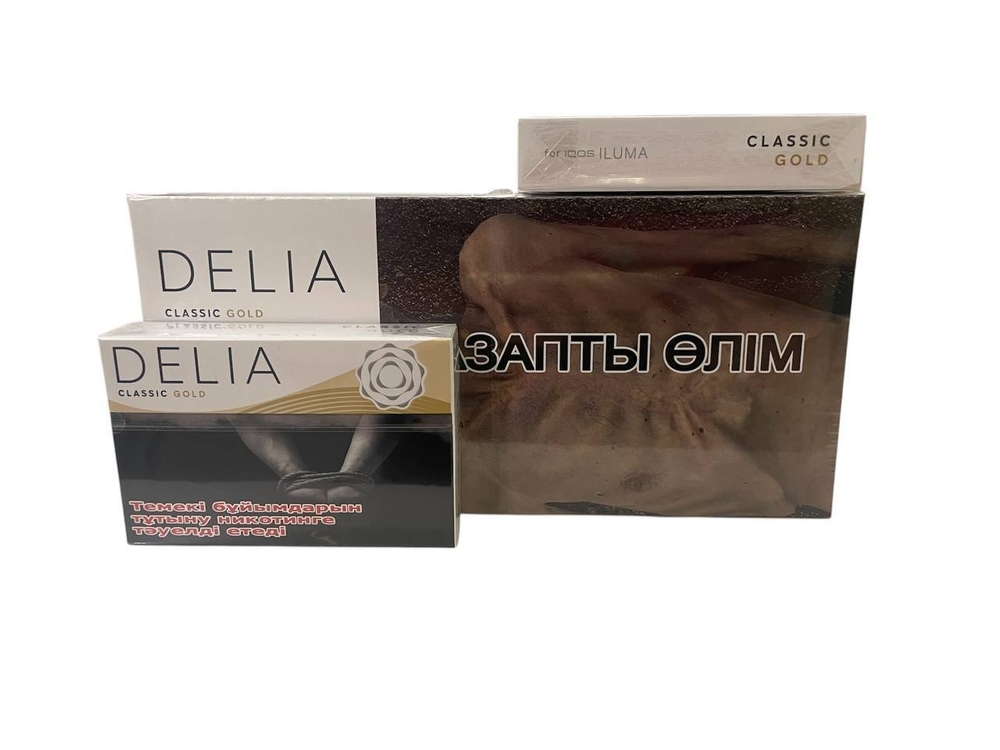 for IQOS ILUMA
CLASSIC
GOLD
DELIA
CLASSIC GOLD
АЗАПТЫ ӨЛІМ
DELIA
CLASSIC GOLD
Темекі бұйымдарын
тұтыну никотинге
тәуелді етеді